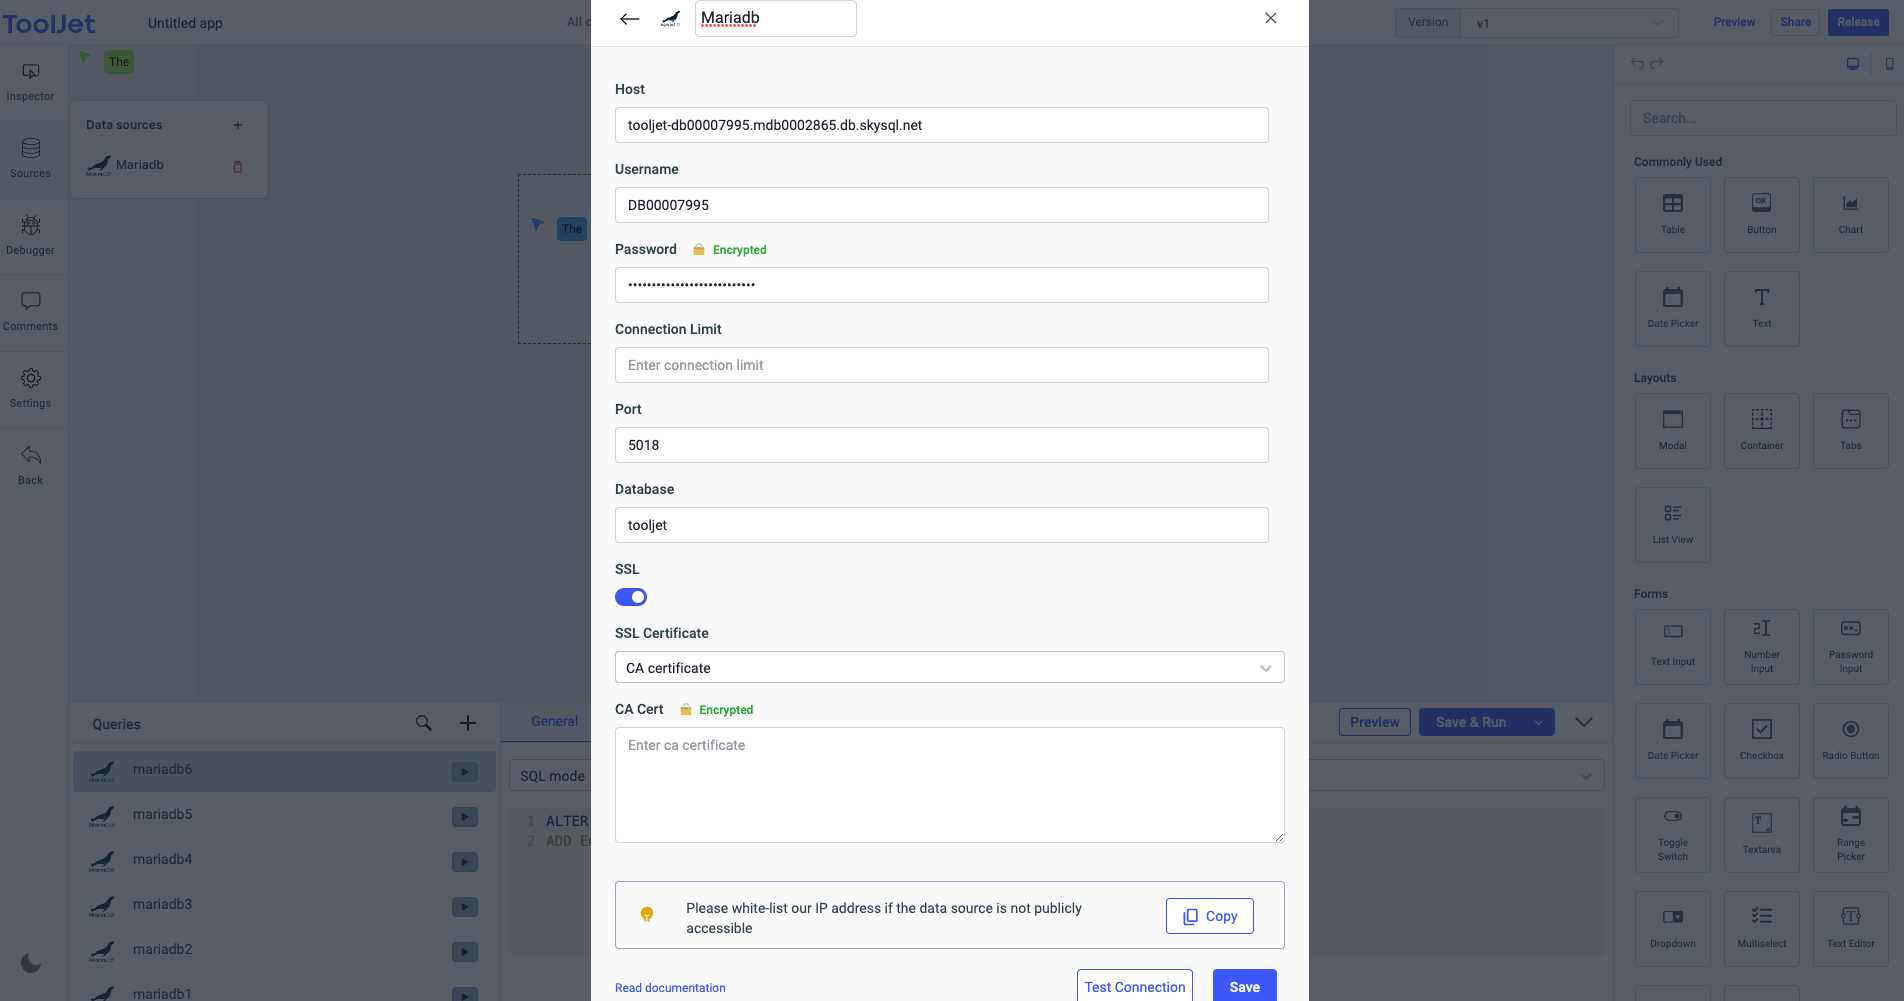 ToolJet
Untitled app
All c
Mariadb
Version
v1
Preview
Share
Release
Inspector
Sources
Debugger
Comments
Settings
Back
The
Data sources
+
Mariadb
The
Host
tooljet-db00007995.mdb0002865.db.skysql.net
Username
DB00007995
Password
Encrypted
••••••••••••••••••••••••••••
Connection Limit
Enter connection limit
Port
5018
Database
tooljet
SSL
SSL Certificate
CA certificate
CA Cert
Encrypted
Enter ca certificate
Please white-list our IP address if the data source is not publicly
accessible
Copy
Read documentation
Test Connection
Save
Queries
mariadb6
mariadb5
mariadb4
mariadb3
mariadb2
mariadb1
General
Preview
Save & Run
SQL mode
1 ALTER
2 ADD E
Search...
Commonly Used
Table
Button
Chart
Date Picker
Text
Layouts
Modal
Container
Tabs
List View
Forms
Text Input
Number
Input
Password
Input
Date Picker
Checkbox
Radio Button
Toggle
Switch
Textarea
Range
Picker
Dropdown
Multiselect
Text Editor